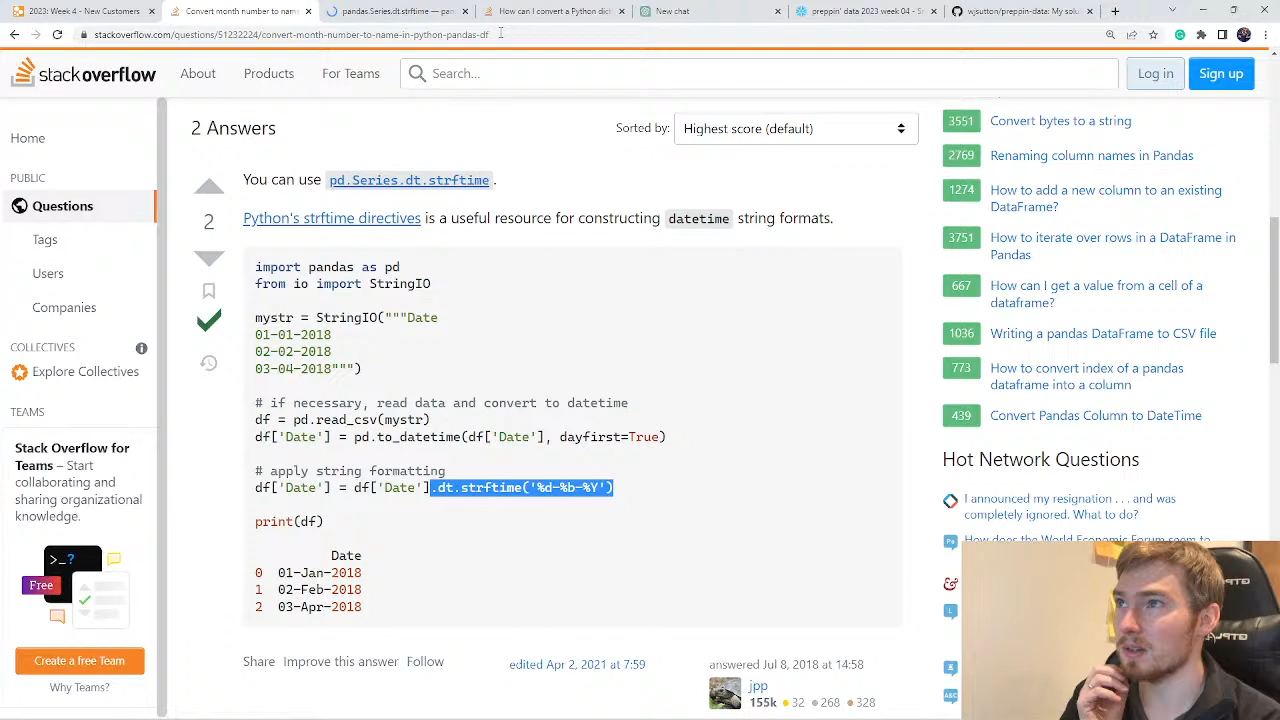 2023: Week 4 - New Customers
Convert month number to name in
pandas.Series.dt.strftime — pan
How can I convert a Python dict
New chat
preppin' data 2023 week 04 - S
wjsutton/preppin-data: My solu
stackoverflow.com/questions/51232224/convert-month-number-to-name-in-python-pandas-df
stackoverflow
About
Products
For Teams
Search...
Log in
Sign up
Home
PUBLIC
Questions
Tags
Users
Companies
COLLECTIVES
Explore Collectives
TEAMS
Stack Overflow for
Teams – Start
collaborating and
sharing organizational
knowledge.
>_?
Free
Create a free Team
Why Teams?
2 Answers
Sorted by:
Highest score (default)
2
You can use pd.Series.dt.strftime.
Python's strftime directives is a useful resource for constructing datetime string formats.
import pandas as pd
from io import StringIO
mystr = StringIO("""Date
01-01-2018
02-02-2018
03-04-2018""")
# if necessary, read data and convert to datetime
df = pd.read_csv(mystr)
df['Date'] = pd.to_datetime(df['Date'], dayfirst=True)
# apply string formatting
df['Date'] = df['Date'].dt.strftime('%d-%b-%Y')
print(df)
Date
0 01-Jan-2018
1 02-Feb-2018
2 03-Apr-2018
Share Improve this answer Follow
edited Apr 2, 2021 at 7:59
answered Jul 8, 2018 at 14:58
jpp
155k 32 268 328
3551 Convert bytes to a string
2769 Renaming column names in Pandas
1274 How to add a new column to an existing
DataFrame?
3751 How to iterate over rows in a DataFrame in
Pandas
667 How can I get a value from a cell of a
dataframe?
1036 Writing a pandas DataFrame to CSV file
773 How to convert index of a pandas
dataframe into a column
439 Convert Pandas Column to DateTime
Hot Network Questions
I announced my resignation . . . and was
completely ignored. What to do?
How does the World Economic Forum seem to
GTPLAYER